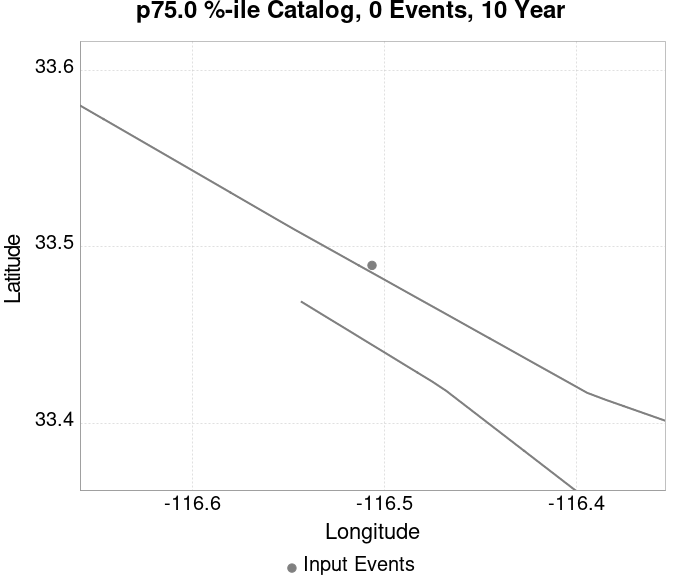 p75.0 %-ile Catalog, 0 Events, 10 Year
33.6
33.5
33.4
Latitude
-116.6
-116.5
-116.4
Longitude
Input Events